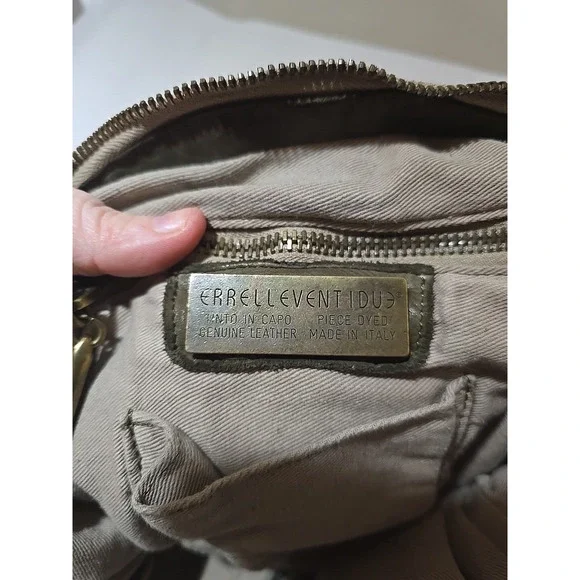 ERRELLEVENTIDUE
TINTO IN CAPO PIECE DYED
GENUINE LEATHER MADE IN ITALY